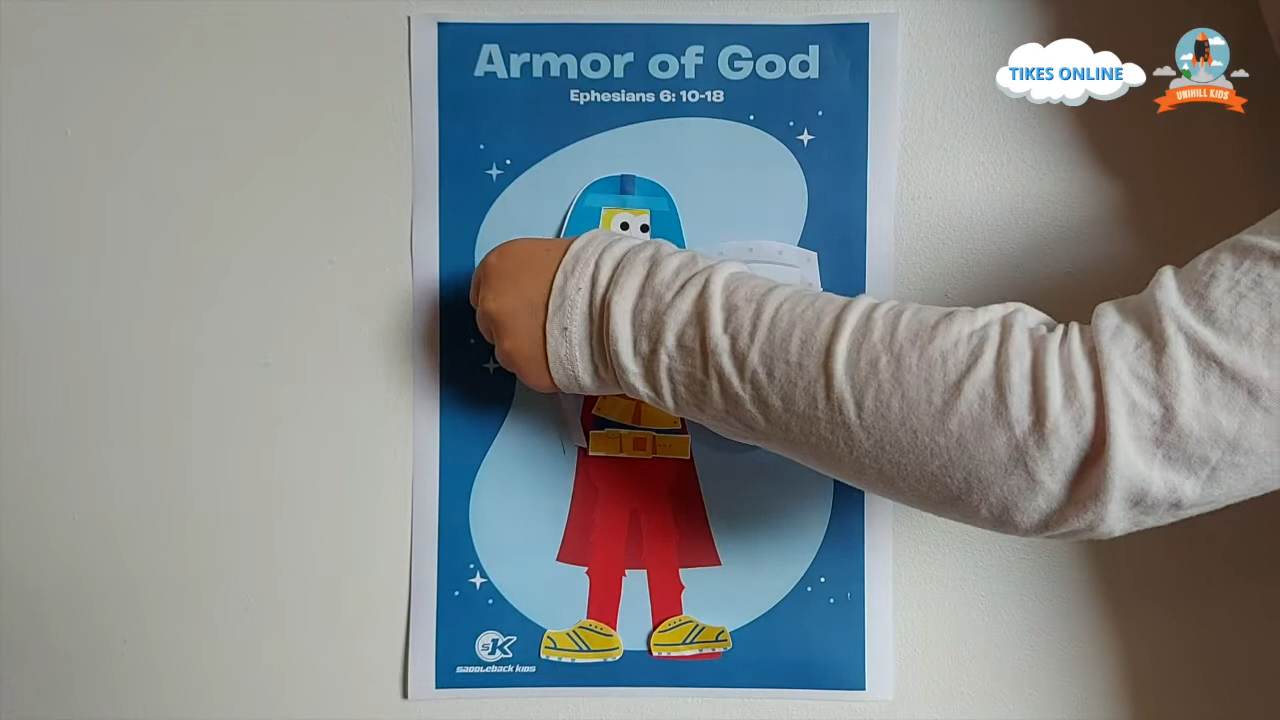 Armor of God
Ephesians 6: 10-18
TIKES ONLINE
UNIHILL KIDS
SK
SADDLEBACK KIDS